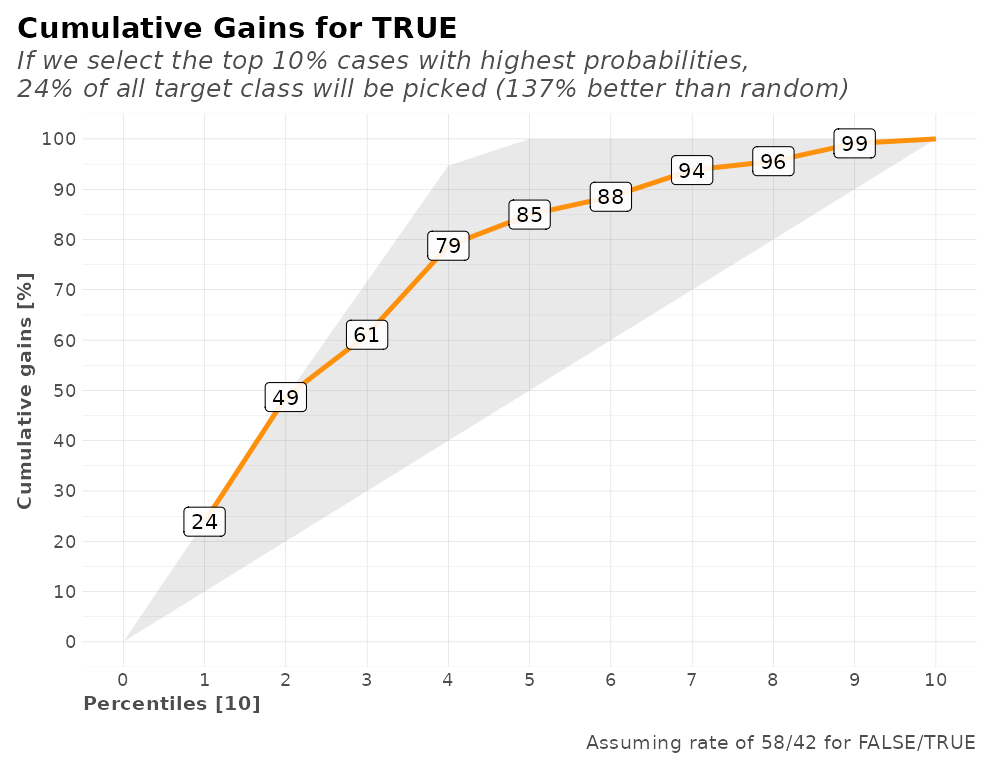 Cumulative Gains for TRUE
If we select the top 10% cases with highest probabilities,
24% of all target class will be picked (137% better than random)
Cumulative gains [%]
100
90
80
70
60
50
40
30
20
10
0
24
49
61
79
85
88
94
96
99
0 1 2 3 4 5 6 7 8 9 10
Percentiles [10]
Assuming rate of 58/42 for FALSE/TRUE